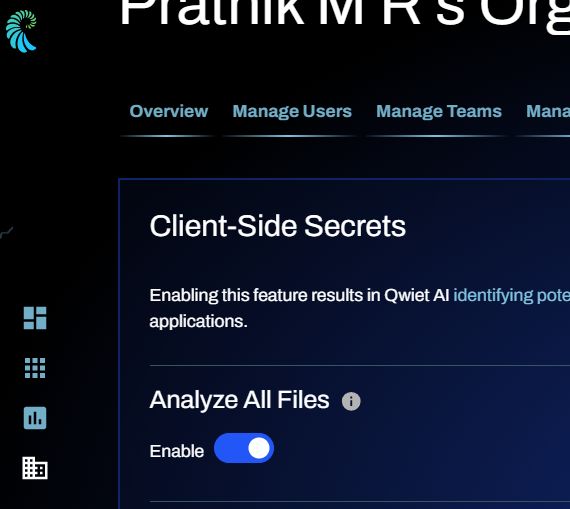 Prathik M R's Org
Overview Manage Users Manage Teams Mana
Client-Side Secrets
Enabling this feature results in Qwiet AI identifying pote
applications.
Analyze All Files
Enable